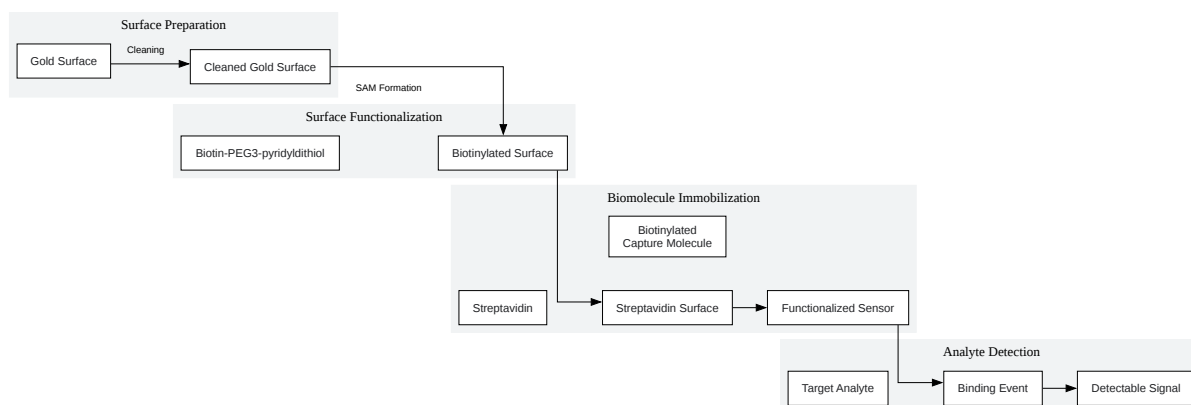 Surface Preparation
Gold Surface
Cleaning
Cleaned Gold Surface
SAM Formation
Surface Functionalization
Biotin-PEG3-pyridyldithiol
Biotinylated Surface
Biomolecule Immobilization
Biotinylated
Capture Molecule
Streptavidin
Streptavidin Surface
Functionalized Sensor
Analyte Detection
Target Analyte
Binding Event
Detectable Signal